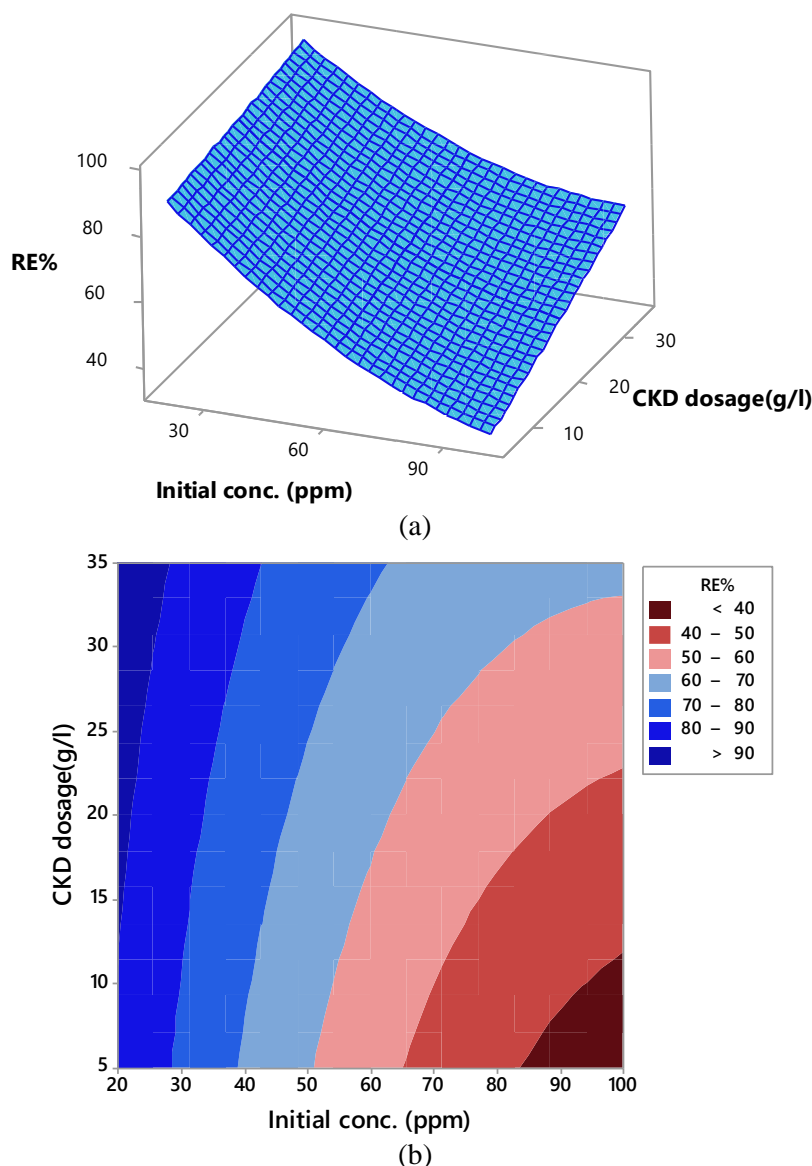 100
80
RE%
60
40
30
60
90
30
20
10
CKD dosage(g/l)
Initial conc. (ppm)
(a)
35
30
25
20
15
10
5
CKD dosage(g/l)
20 30 40 50 60 70 80 90 100
Initial conc. (ppm)
RE%
< 40
40 – 50
50 – 60
60 – 70
70 – 80
80 – 90
> 90
(b)